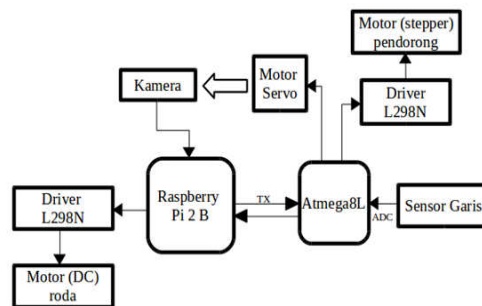 Motor (stepper)
pendorong
Kamera
Motor
Servo
Driver
L298N
Driver
L298N
Raspberry
Pi 2 B
TX
Atmega8L
ADC
Sensor Garis
Motor (DC)
roda